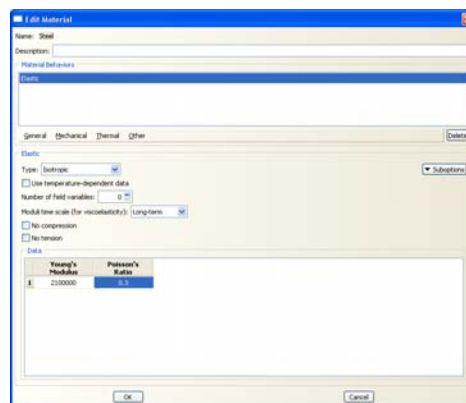 Edit Material
Name: Steel
Description:
Material Behaviors
Elastic
General Mechanical Thermal Other Delete
Elastic
Type: Isotropic Suboptions
Use temperature-dependent data
Number of field variables: 0
Moduli time scale (for viscoelasticity): Long-term
No compression
No tension
Data
Young's Modulus Poisson's Ratio
1 2100000 0.3
OK Cancel